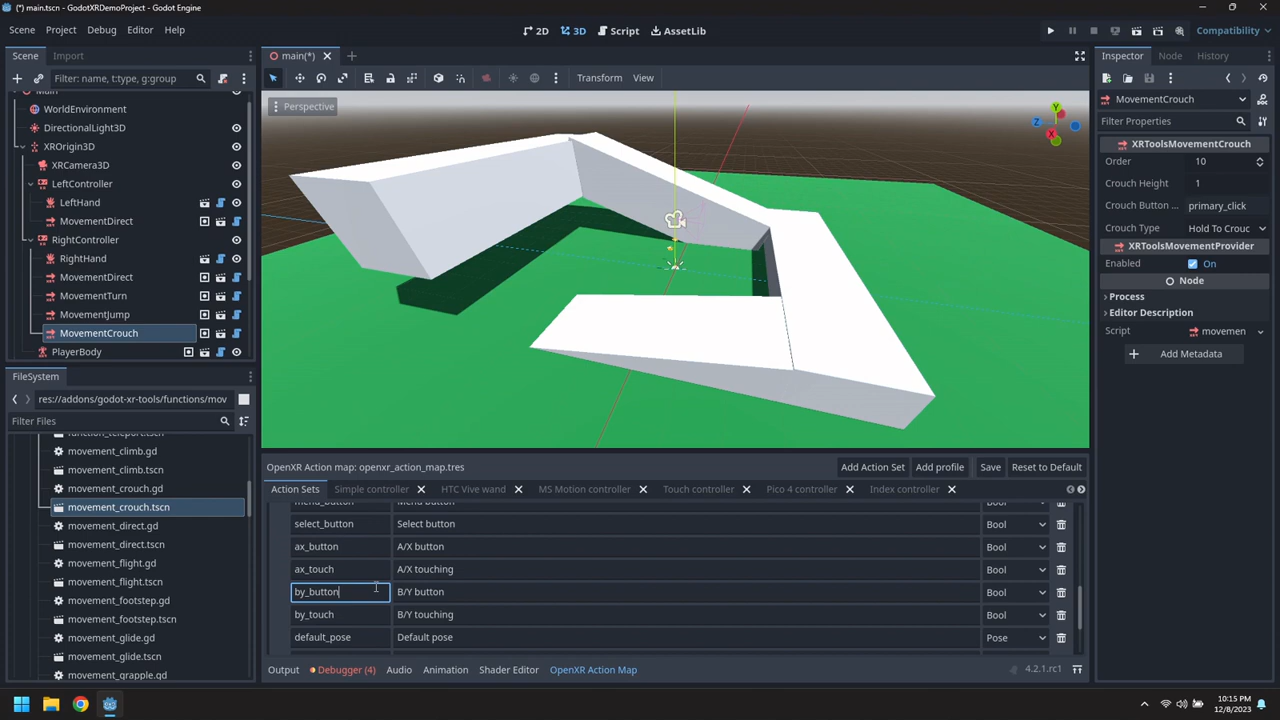 (*) main.tscn - GodotXRDemoProject - Godot Engine
Scene Project Debug Editor Help
2D 3D Script AssetLib
Compatibility
Scene Import
Filter: name, t:type, g:group
Main
WorldEnvironment
DirectionalLight3D
XROrigin3D
XRCamera3D
LeftController
LeftHand
MovementDirect
RightController
RightHand
MovementDirect
MovementTurn
MovementJump
MovementCrouch
PlayerBody
FileSystem
res://addons/godot-xr-tools/functions/mov
Filter Files
function_teleport.tscn
movement_climb.gd
movement_climb.tscn
movement_crouch.gd
movement_crouch.tscn
movement_direct.gd
movement_direct.tscn
movement_flight.gd
movement_flight.tscn
movement_footstep.gd
movement_footstep.tscn
movement_glide.gd
movement_glide.tscn
movement_grapple.gd
main(*)
Transform View
Perspective
Y
Z
X
OpenXR Action map: openxr_action_map.tres
Add Action Set Add profile Save Reset to Default
Action Sets Simple controller HTC Vive wand MS Motion controller Touch controller Pico 4 controller Index controller
menu_button Menu button Bool
select_button Select button Bool
ax_button A/X button Bool
ax_touch A/X touching Bool
by_button B/Y button Bool
by_touch B/Y touching Bool
default_pose Default pose Pose
Output Debugger (4) Audio Animation Shader Editor OpenXR Action Map
4.2.1.rc1
Inspector Node History
MovementCrouch
Filter Properties
XRToolsMovementCrouch
Order 10
Crouch Height 1
Crouch Button ... primary_click
Crouch Type Hold To Crouc
XRToolsMovementProvider
Enabled On
Node
Process
Editor Description
Script movemen
Add Metadata
10:15 PM
12/8/2023